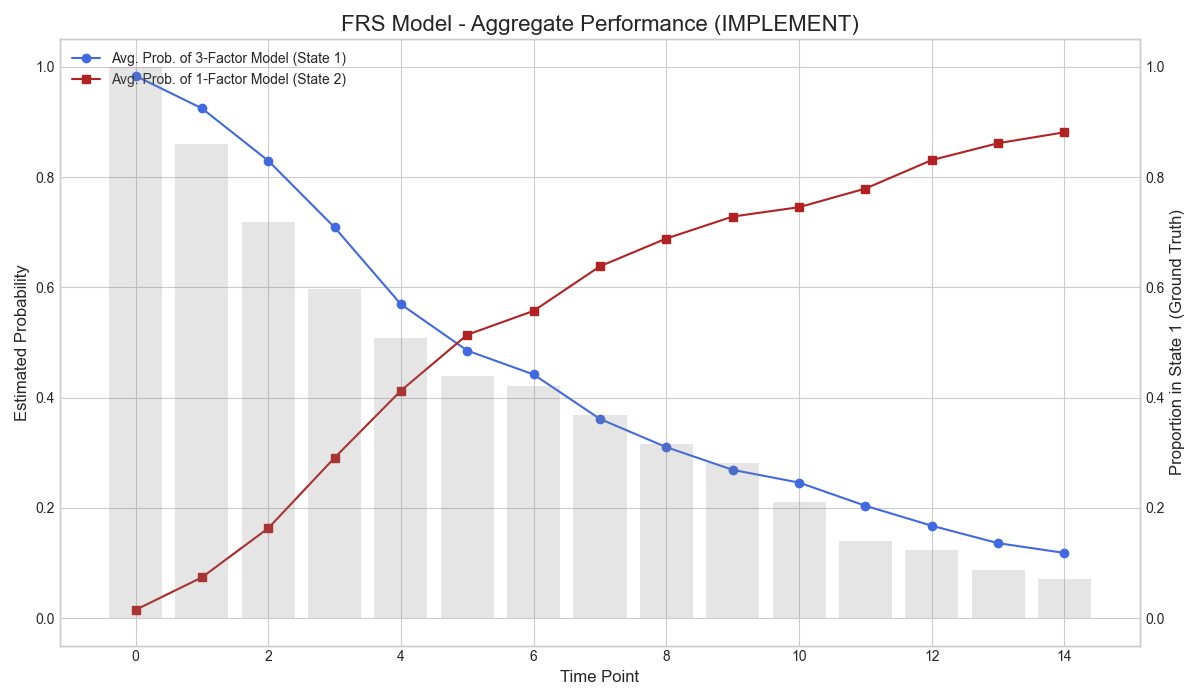 FRS Model - Aggregate Performance (IMPLEMENT)
Avg. Prob. of 3-Factor Model (State 1)
Avg. Prob. of 1-Factor Model (State 2)
Estimated Probability
1.0
0.8
0.6
0.4
0.2
0.0
1.0
0.8
0.6
0.4
0.2
0.0
Proportion in State 1 (Ground Truth)
0 2 4 6 8 10 12 14
Time Point